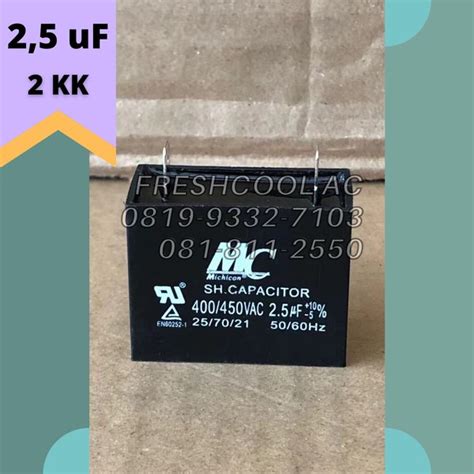 2,5 uF
2 KK
FRESHCOOL AC
0819-9332-7103
081-811-2550
MC
Michicon
SH.CAPACITOR
400/450VAC 2.5µF +10 -5 %
25/70/21 50/60Hz
EN60252-1